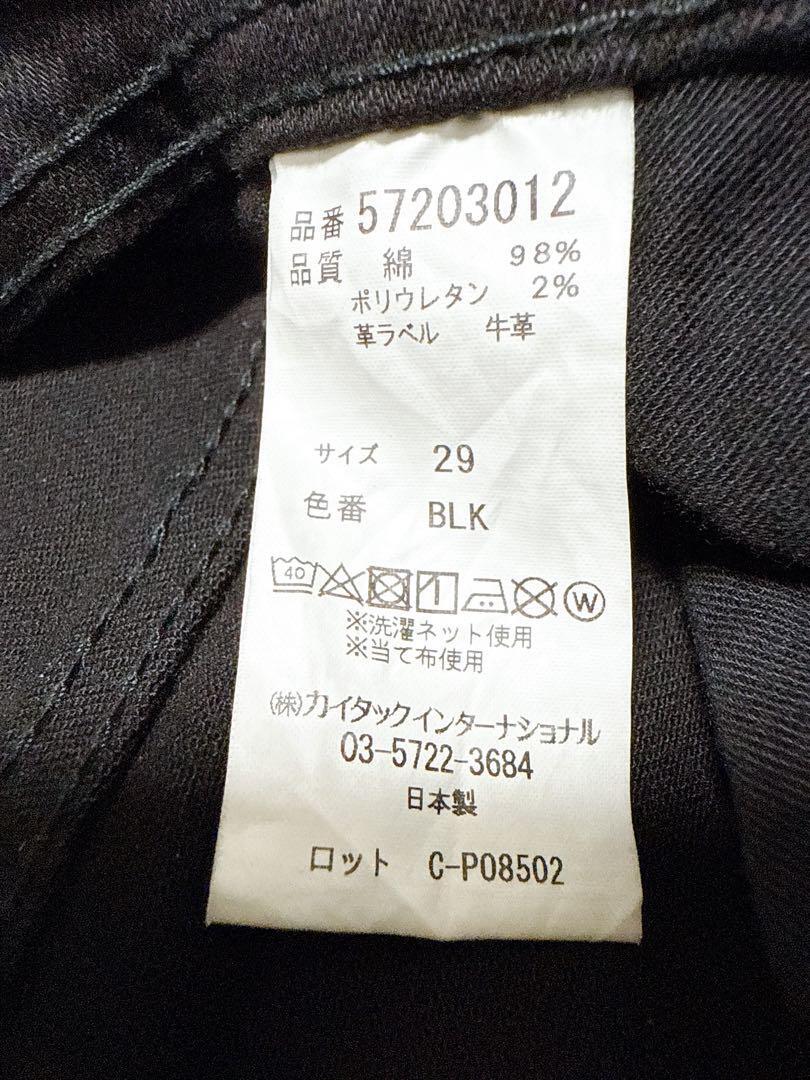 品番 57203012
品質 綿 98%
ポリウレタン 2%
革ラベル 牛革
サイズ 29
色番 BLK
40 W
※洗濯ネット使用
※当て布使用
(株)カイタックインターナショナル
03-5722-3684
日本製
ロット C-P08502